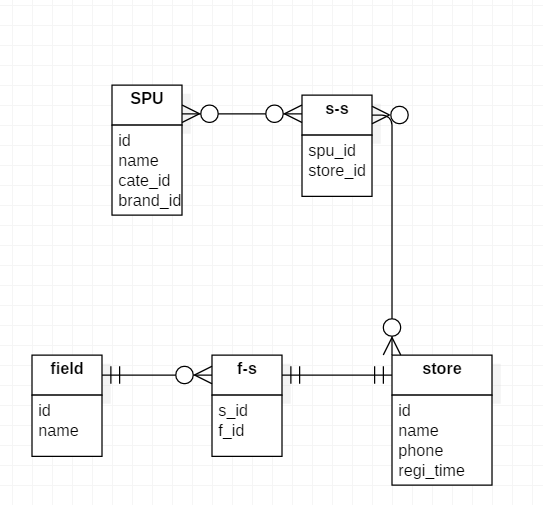 SPU
id
name
cate_id
brand_id
s-s
spu_id
store_id
field
id
name
f-s
s_id
f_id
store
id
name
phone
regi_time